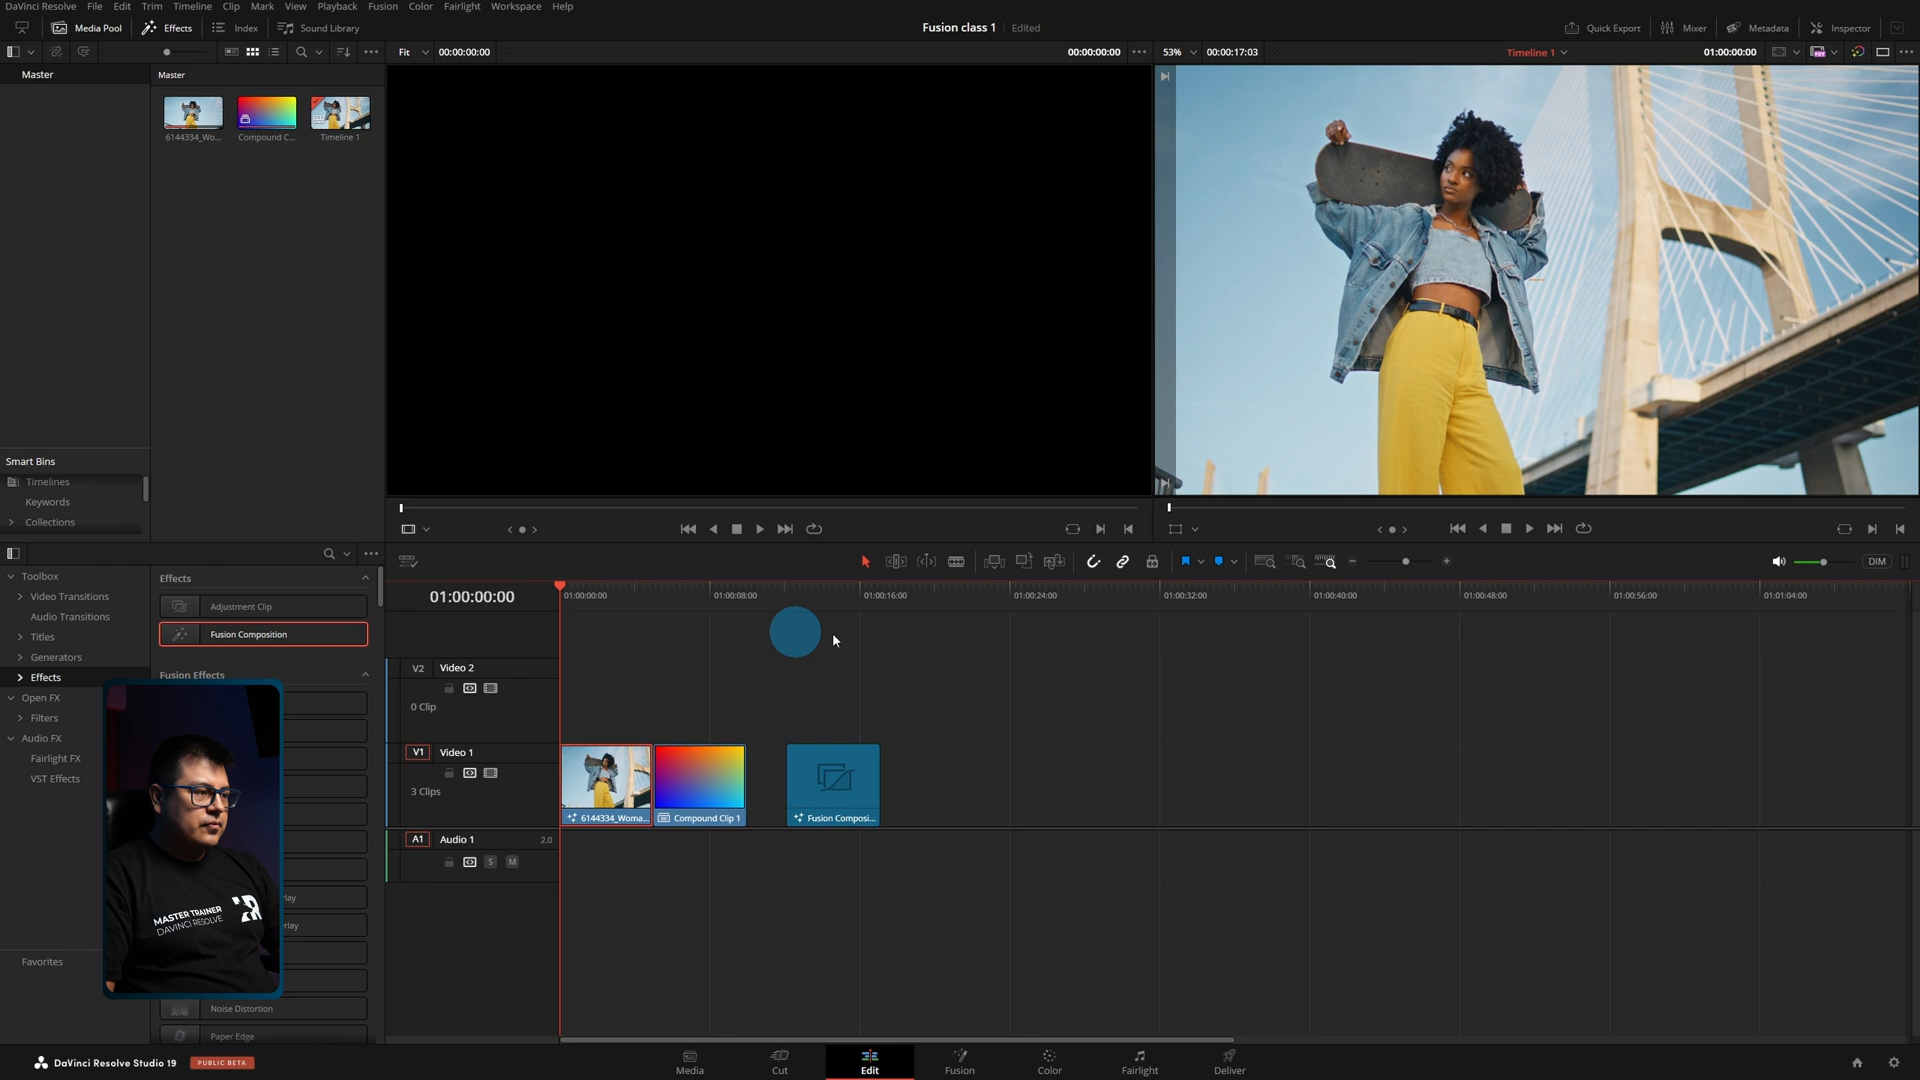 DaVinci Resolve File Edit Trim Timeline Clip Mark View Playback Fusion Color Fairlight Workspace Help
Media Pool Effects Index Sound Library
Fusion class 1 Edited
Quick Export Mixer Metadata Inspector
Fit 00:00:00:00 00:00:00:00
53% 00:00:17:03 Timeline 1 01:00:00:00
Master
Master
6144334_Wo... Compound C... Timeline 1
Smart Bins
Timelines
Keywords
Collections
Toolbox
Video Transitions
Audio Transitions
Titles
Generators
Effects
Open FX
Filters
Audio FX
Fairlight FX
VST Effects
Favorites
Effects
Adjustment Clip
Fusion Composition
Fusion Effects
Noise Distortion
Paper Edge
MASTER TRAINER
DAVINCI RESOLVE
DIM
01:00:00:00
01:00:00:00 01:00:08:00 01:00:16:00 01:00:24:00 01:00:32:00 01:00:40:00 01:00:48:00 01:00:56:00 01:01:04:00
V2 Video 2
0 Clip
V1 Video 1
3 Clips
6144334_Woma... Compound Clip 1 Fusion Composi...
A1 Audio 1 2.0
S M
DaVinci Resolve Studio 19 PUBLIC BETA
Media Cut Edit Fusion Color Fairlight Deliver